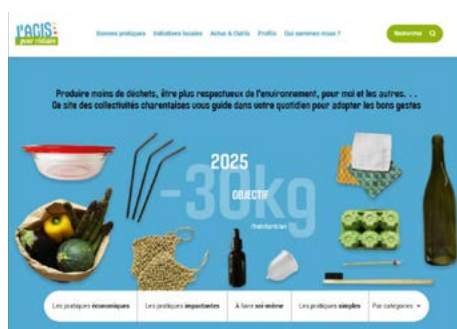 J'AGIS
pour réduire
Bonnes pratiques Initiatives locales Actus & Outils Profils Qui sommes-nous ?
Rechercher
Produire moins de déchets, être plus respectueux de l'environnement, pour moi et les autres. . .
Ce site des collectivités charentaises vous guide dans votre quotidien pour adopter les bons gestes
2025
-30kg
OBJECTIF
/habitant/an
Les pratiques économiques Les pratiques importantes A faire soi-même Les pratiques simples Par catégories